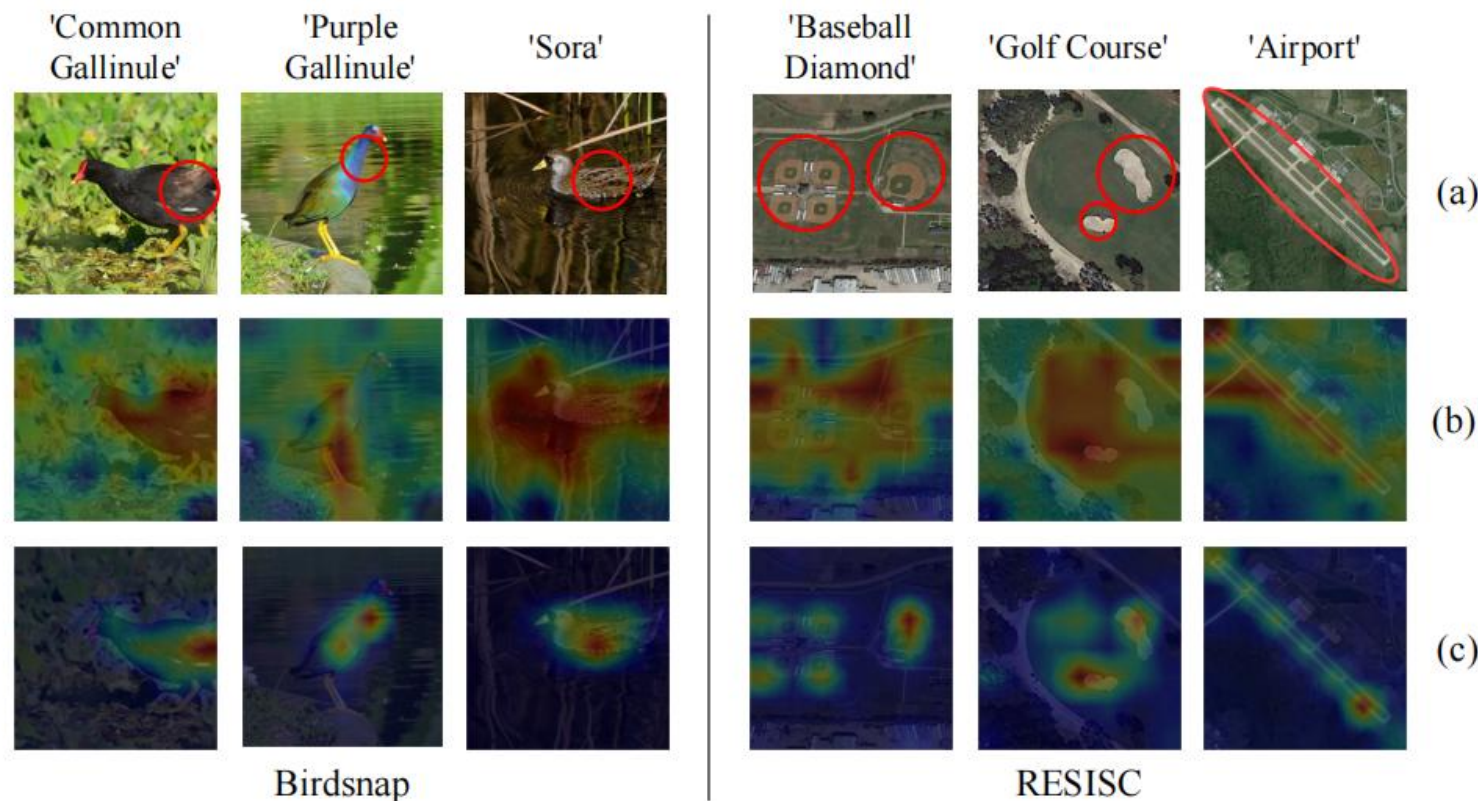 'Common
Gallinule'
'Purple
Gallinule'
'Sora'
'Baseball
Diamond'
'Golf Course'
'Airport'
(a)
(b)
(c)
Birdsnap
RESISC